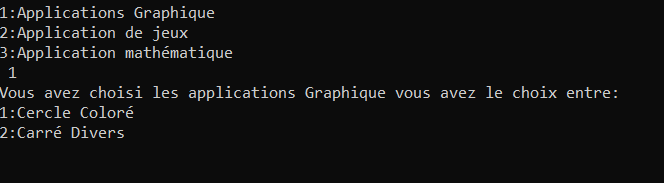 1:Applications Graphique
2:Application de jeux
3:Application mathématique
1
Vous avez choisi les applications Graphique vous avez le choix entre:
1:Cercle Coloré
2:Carré Divers